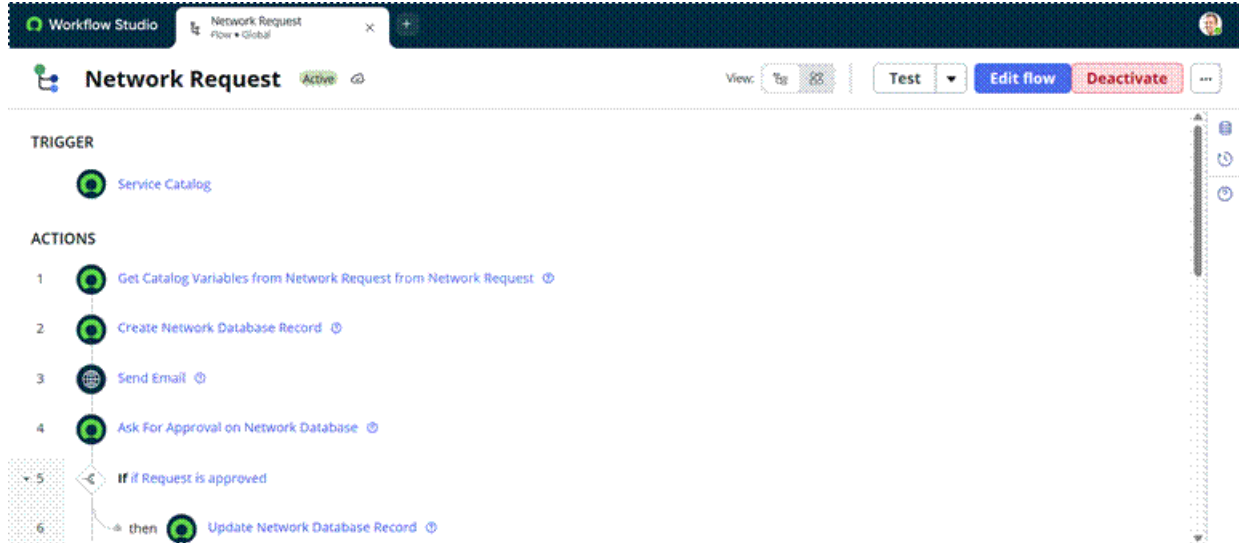 Workflow Studio
Network Request
Flow • Global
Network Request Active
View:
Test
Edit flow
Deactivate
TRIGGER
Service Catalog
ACTIONS
1 Get Catalog Variables from Network Request from Network Request
2 Create Network Database Record
3 Send Email
4 Ask For Approval on Network Database
5 If if Request is approved
6 then Update Network Database Record